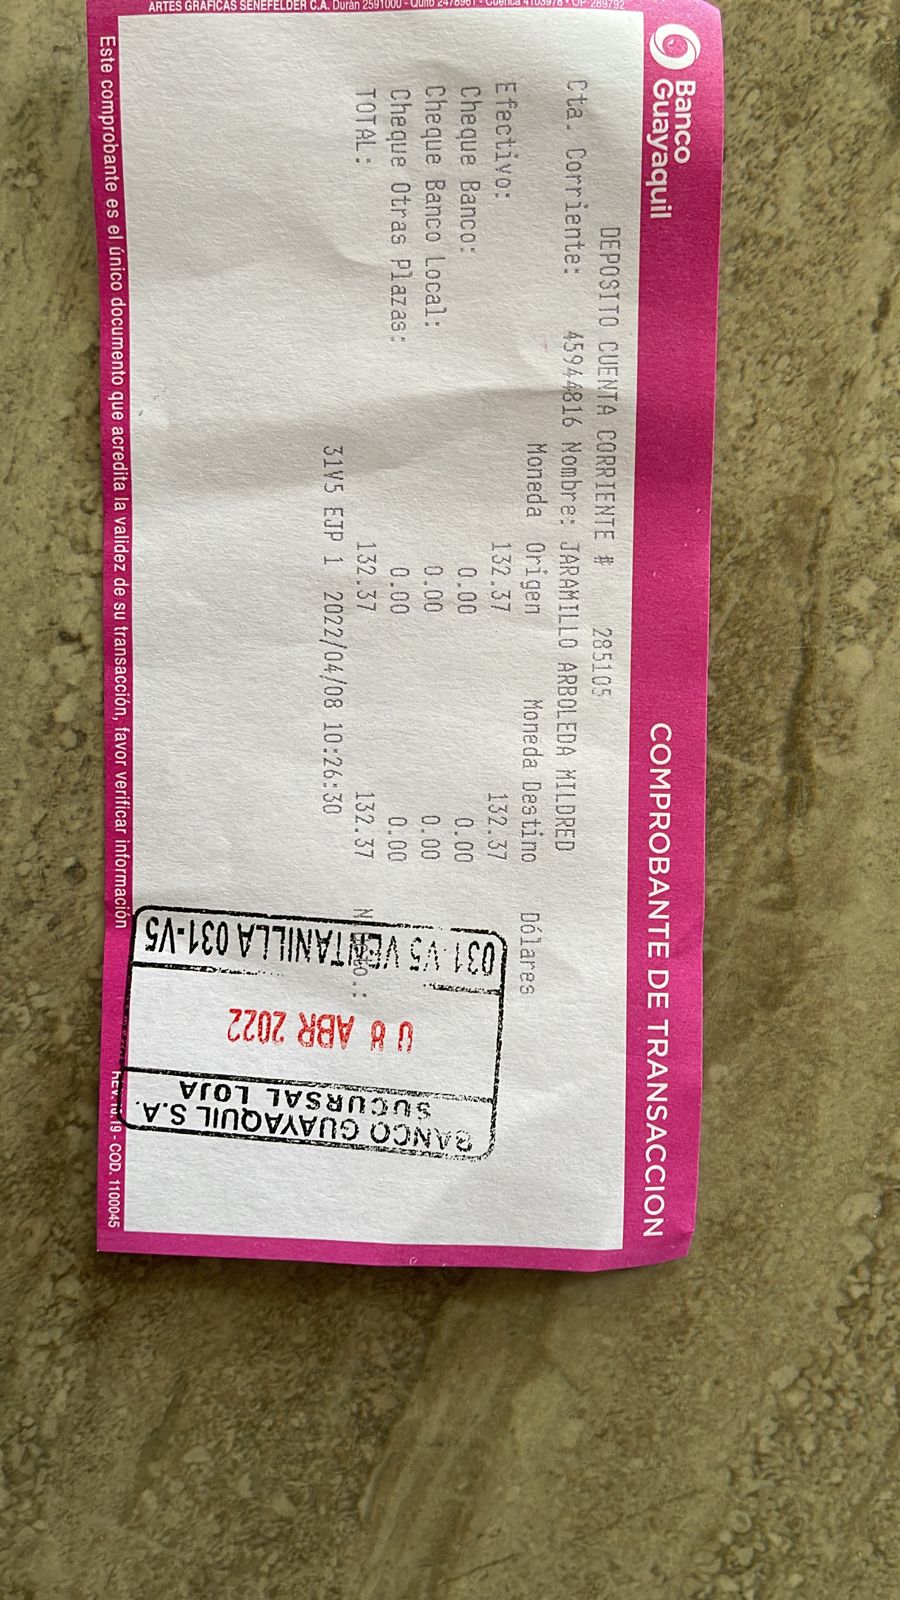 Banco
Guayaquil
COMPROBANTE DE TRANSACCION
DEPOSITO CUENTA CORRIENTE # 285105
Cta. Corriente: 45944816 Nombre: JARAMILLO ARBOLEDA MILDRED
Moneda Origen Moneda Destino Dólares
Efectivo: 132.37 132.37
Cheque Banco: 0.00 0.00
Cheque Banco Local: 0.00 0.00
Cheque Otras Plazas: 0.00 0.00
TOTAL: 132.37 132.37
31V5 EJP 1 2022/04/08 10:26:30
BANCO GUAYAQUIL S.A.
SUCURSAL LOJA
08 ABR 2022
031-V5 VENTANILLA 031-V5
Este comprobante es el único documento que acredita la validez de su transacción, favor verificar información
19 - COD. 1100045
ARTES GRAFICAS SENEFELDER C.A. Durán 2591000 - Quito 2478961 - Cuenca 4103978 - OP-289792